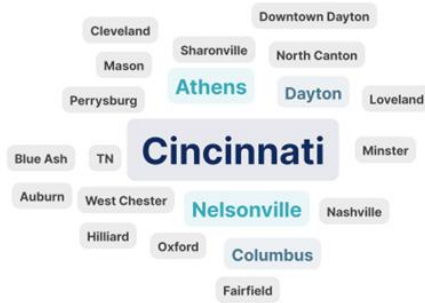 Downtown Dayton
Cleveland
Sharonville
North Canton
Mason
Athens
Dayton
Perrysburg
Loveland
Cincinnati
Minster
Blue Ash
TN
Auburn
West Chester
Nelsonville
Nashville
Hilliard
Oxford
Columbus
Fairfield